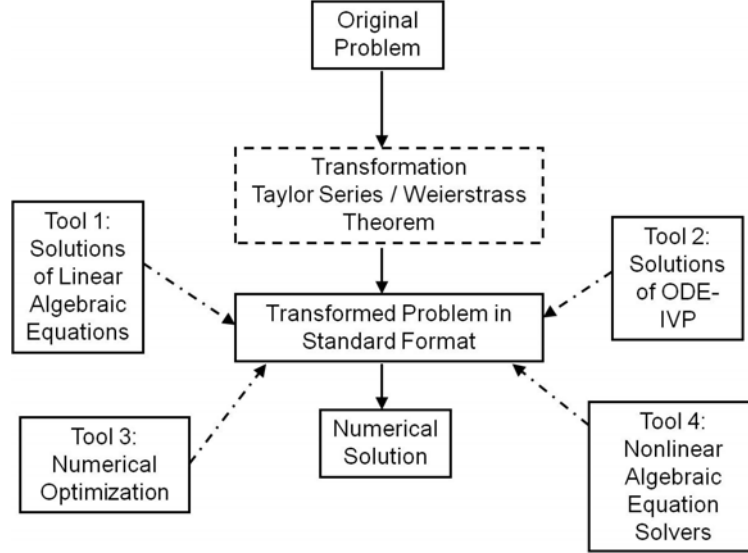 Original
Problem
Transformation
Taylor Series / Weierstrass
Theorem
Tool 1:
Solutions
of Linear
Algebraic
Equations
Tool 2:
Solutions
of ODE-
IVP
Transformed Problem in
Standard Format
Tool 3:
Numerical
Optimization
Numerical
Solution
Tool 4:
Nonlinear
Algebraic
Equation
Solvers